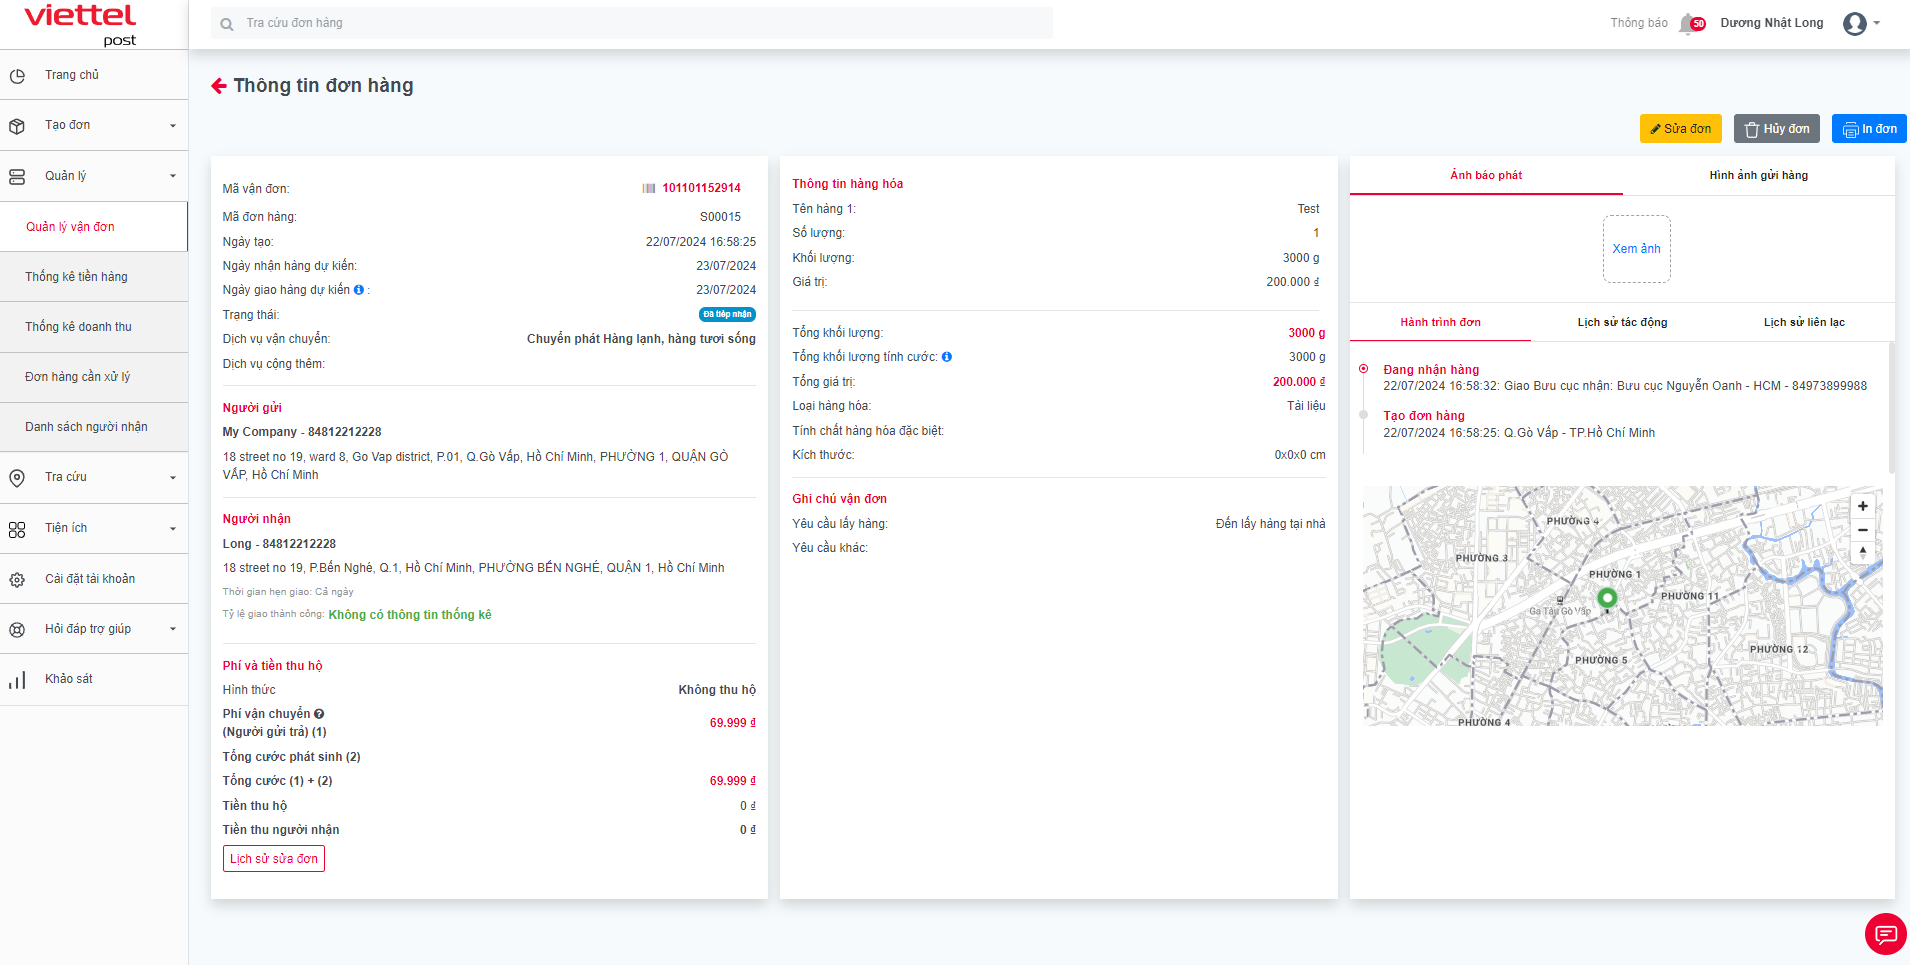 viettel
post
Tra cứu đơn hàng
Thông báo
50
Dương Nhật Long
Trang chủ
Tạo đơn
Quản lý
Quản lý vận đơn
Thống kê tiền hàng
Thống kê doanh thu
Đơn hàng cần xử lý
Danh sách người nhận
Tra cứu
Tiện ích
Cài đặt tài khoản
Hỏi đáp trợ giúp
Khảo sát
Thông tin đơn hàng
Sửa đơn
Hủy đơn
In đơn
Mã vận đơn: 101101152914
Mã đơn hàng: S00015
Ngày tạo: 22/07/2024 16:58:25
Ngày nhận hàng dự kiến: 23/07/2024
Ngày giao hàng dự kiến : 23/07/2024
Trạng thái: Đã tiếp nhận
Dịch vụ vận chuyển: Chuyển phát Hàng lạnh, hàng tươi sống
Dịch vụ cộng thêm:
Người gửi
My Company - 84812212228
18 street no 19, ward 8, Go Vap district, P.01, Q.Gò Vấp, Hồ Chí Minh, PHƯỜNG 1, QUẬN GÒ
VẤP, Hồ Chí Minh
Người nhận
Long - 84812212228
18 street no 19, P.Bến Nghé, Q.1, Hồ Chí Minh, PHƯỜNG BẾN NGHÉ, QUẬN 1, Hồ Chí Minh
Thời gian hẹn giao: Cả ngày
Tỷ lệ giao thành công: Không có thông tin thống kê
Phí và tiền thu hộ
Hình thức Không thu hộ
Phí vận chuyển
(Người gửi trả) (1) 69.999 ₫
Tổng cước phát sinh (2)
Tổng cước (1) + (2) 69.999 ₫
Tiền thu hộ 0 ₫
Tiền thu người nhận 0 ₫
Lịch sử sửa đơn
Thông tin hàng hóa
Tên hàng 1: Test
Số lượng: 1
Khối lượng: 3000 g
Giá trị: 200.000 ₫
Tổng khối lượng: 3000 g
Tổng khối lượng tính cước: 3000 g
Tổng giá trị: 200.000 ₫
Loại hàng hóa: Tài liệu
Tính chất hàng hóa đặc biệt:
Kích thước: 0x0x0 cm
Ghi chú vận đơn
Yêu cầu lấy hàng: Đến lấy hàng tại nhà
Yêu cầu khác:
Ảnh báo phát
Hình ảnh gửi hàng
Xem ảnh
Hành trình đơn
Lịch sử tác động
Lịch sử liên lạc
Đang nhận hàng
22/07/2024 16:58:32: Giao Bưu cục nhận: Bưu cục Nguyễn Oanh - HCM - 84973899988
Tạo đơn hàng
22/07/2024 16:58:25: Q.Gò Vấp - TP.Hồ Chí Minh
PHƯỜNG 4
PHƯỜNG 3
PHƯỜNG 1
PHƯỜNG 11
Ga Tàu Gò Vấp
PHƯỜNG 12
PHƯỜNG 5
PHƯỜNG 4